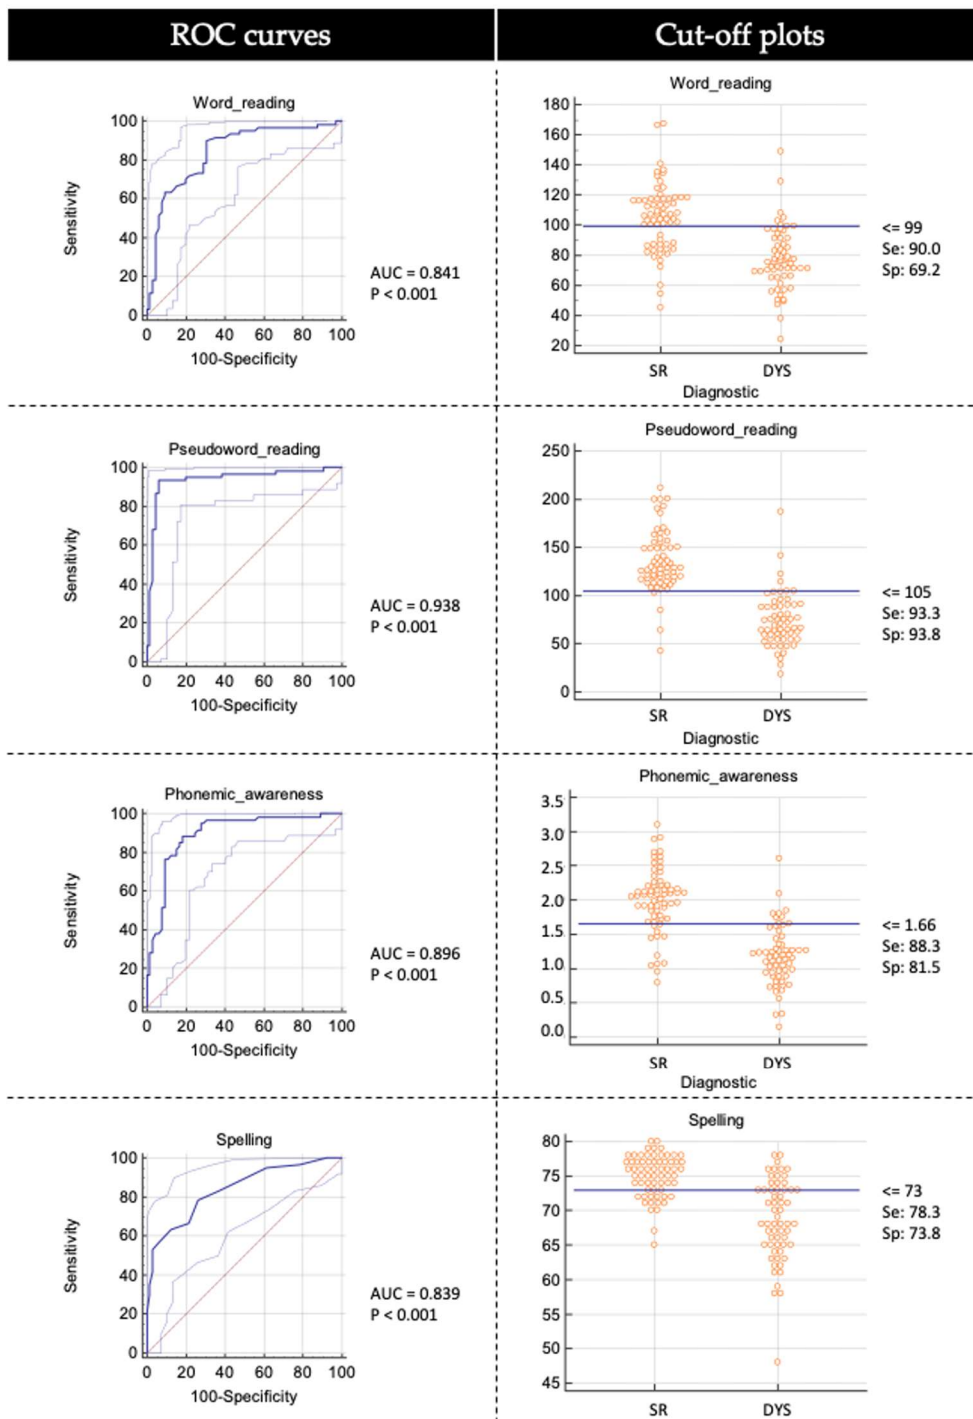 ROC curves
Cut-off plots
Word_reading
100
80
60
40
20
0
Sensitivity
0 20 40 60 80 100
100-Specificity
AUC = 0.841
P < 0.001
Word_reading
180
160
140
120
100
80
60
40
20
SR DYS
Diagnostic
<= 99
Se: 90.0
Sp: 69.2
Pseudoword_reading
100
80
60
40
20
0
Sensitivity
0 20 40 60 80 100
100-Specificity
AUC = 0.938
P < 0.001
Pseudoword_reading
250
200
150
100
50
0
SR DYS
Diagnostic
<= 105
Se: 93.3
Sp: 93.8
Phonemic_awareness
100
80
60
40
20
0
Sensitivity
0 20 40 60 80 100
100-Specificity
AUC = 0.896
P < 0.001
Phonemic_awareness
3.5
3.0
2.5
2.0
1.5
1.0
0.5
0.0
SR DYS
Diagnostic
<= 1.66
Se: 88.3
Sp: 81.5
Spelling
100
80
60
40
20
0
Sensitivity
0 20 40 60 80 100
100-Specificity
AUC = 0.839
P < 0.001
Spelling
80
75
70
65
60
55
50
45
SR DYS
<= 73
Se: 78.3
Sp: 73.8